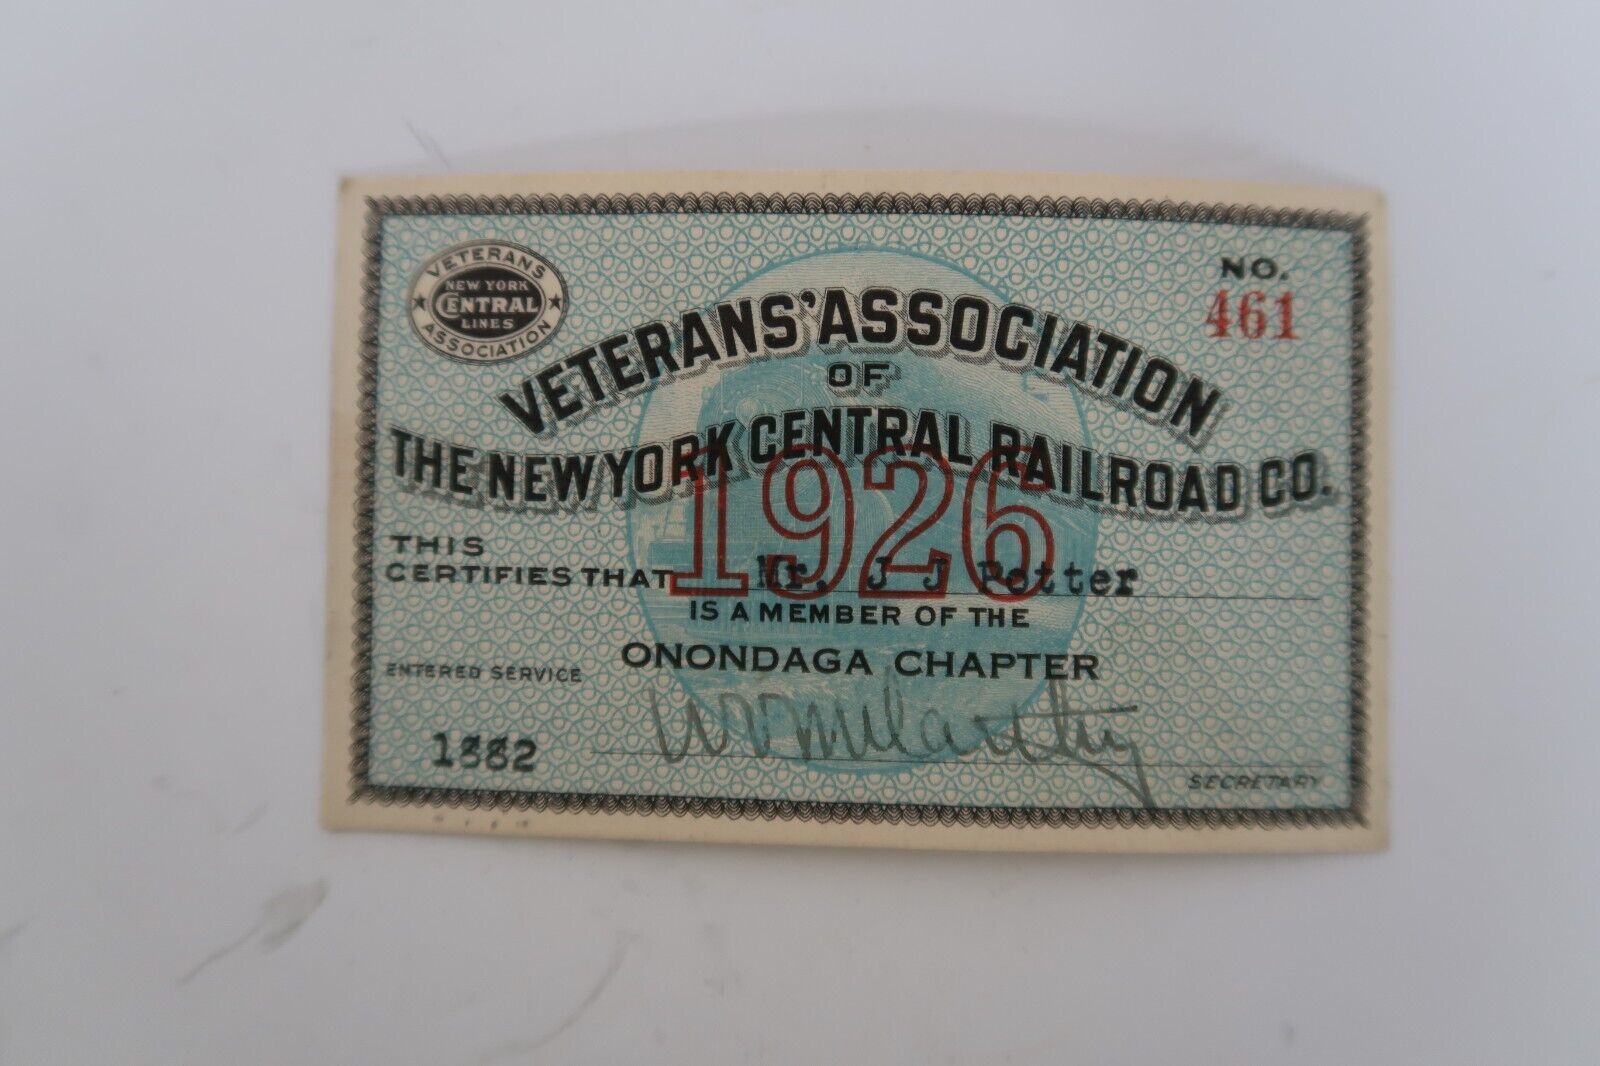 VETERANS
NEW YORK
CENTRAL
LINES
ASSOCIATION
NO.
461
VETERANS' ASSOCIATION
OF
THE NEW YORK CENTRAL RAILROAD CO.
1926
THIS
CERTIFIES THAT Mr. J J Potter
IS A MEMBER OF THE
ONONDAGA CHAPTER
ENTERED SERVICE
1882
McCarthy
SECRETARY